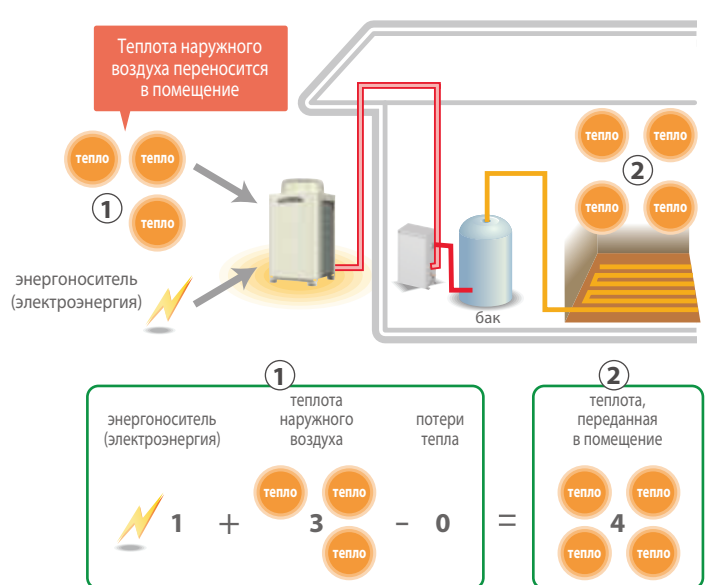 Теплота наружного
воздуха переносится
в помещение
тепло тепло
тепло
1
энергоноситель
(электроэнергия)
бак
тепло тепло
2
тепло тепло
1
энергоноситель
(электроэнергия)
теплота
наружного
воздуха
потери
тепла
1 + тепло тепло 3 тепло – 0 =
2
теплота,
переданная
в помещение
тепло тепло
4
тепло тепло